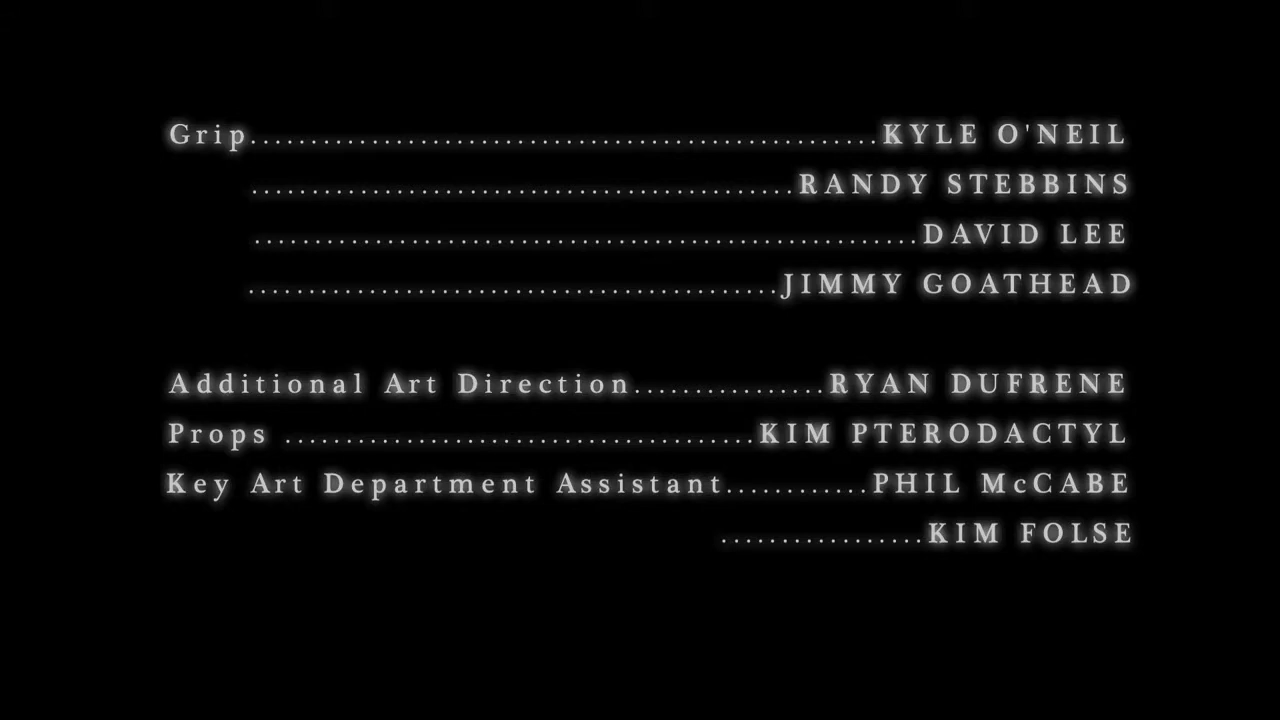 Grip........................................................KYLE O'NEIL
................................................RANDY STEBBINS
...........................................................DAVID LEE
...............................................JIMMY GOATHEAD
Additional Art Direction.................RYAN DUFRENE
Props ..........................................KIM PTERODACTYL
Key Art Department Assistant.............PHIL McCABE
..................KIM FOLSE